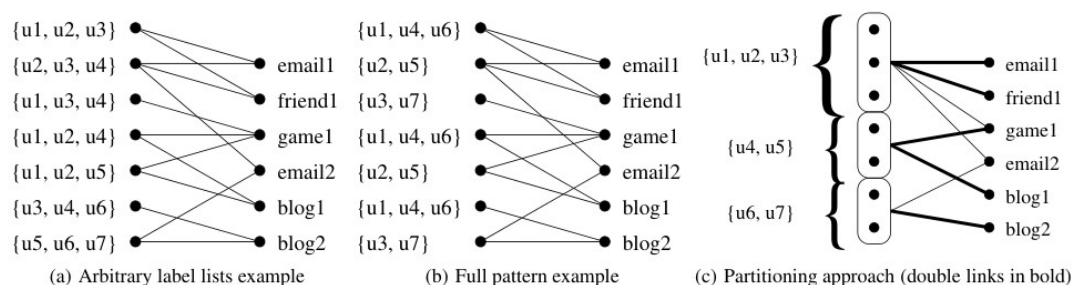 {u1, u2, u3}
{u2, u3, u4}
{u1, u3, u4}
{u1, u2, u4}
{u1, u2, u5}
{u3, u4, u6}
{u5, u6, u7}
email1
friend1
game1
email2
blog1
blog2
(a) Arbitrary label lists example
{u1, u4, u6}
{u2, u5}
{u3, u7}
{u1, u4, u6}
{u2, u5}
{u1, u4, u6}
{u3, u7}
email1
friend1
game1
email2
blog1
blog2
(b) Full pattern example
{u1, u2, u3}
{u4, u5}
{u6, u7}
email1
friend1
game1
email2
blog1
blog2
(c) Partitioning approach (double links in bold)